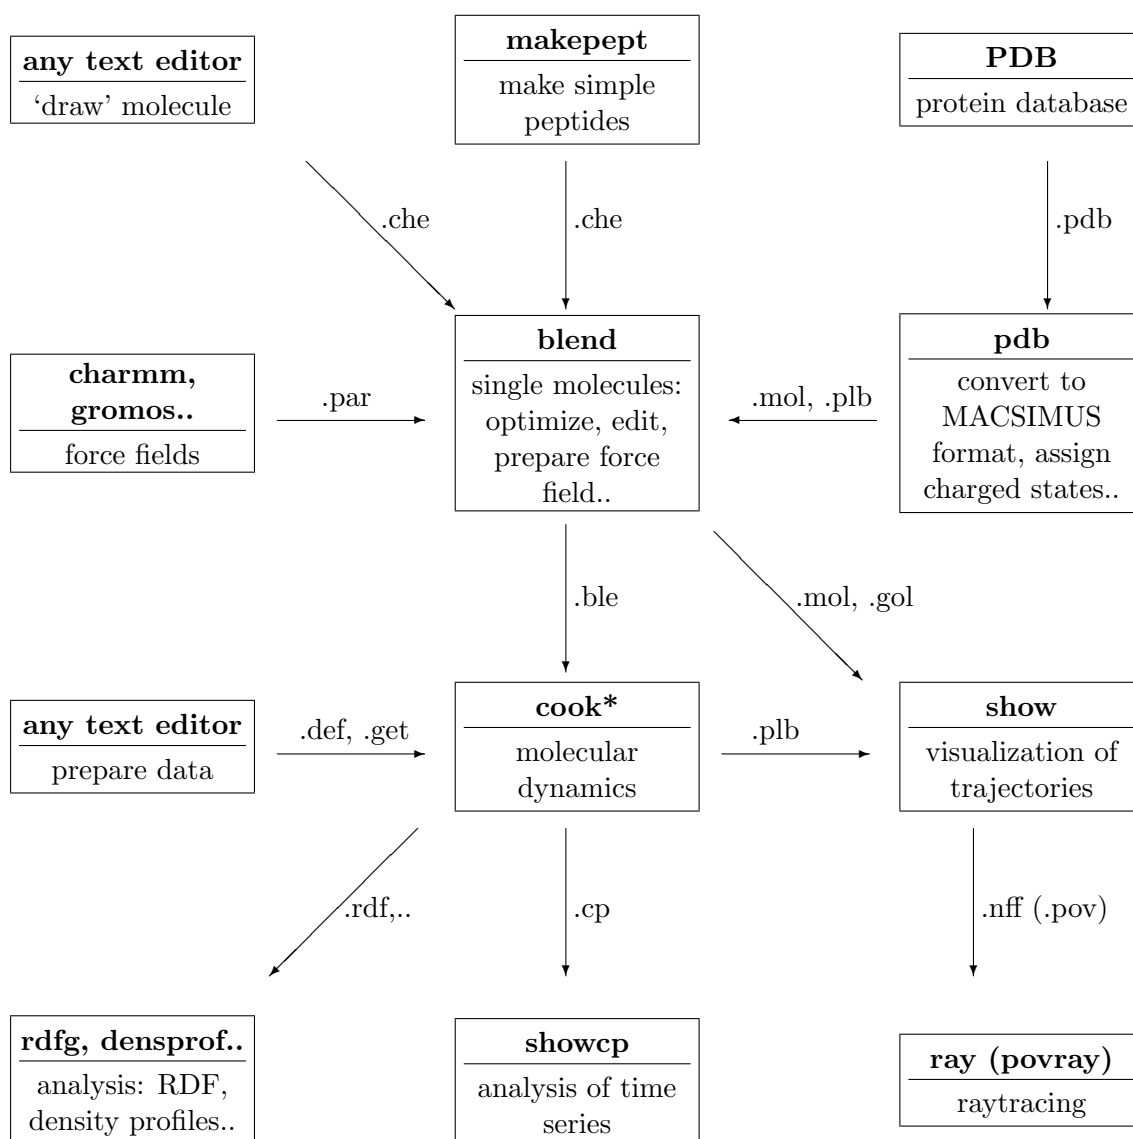 any text editor
‘draw’ molecule
makepept
make simple
peptides
PDB
protein database
.che
.che
.pdb
charmm,
gromos..
force fields
.par
blend
single molecules:
optimize, edit,
prepare force
field..
.mol, .plb
pdb
convert to
MACSIMUS
format, assign
charged states..
.ble
.mol, .gol
any text editor
prepare data
.def, .get
cook*
molecular
dynamics
.plb
show
visualization of
trajectories
.rdf,..
.cp
.nff (.pov)
rdfg, densprof..
analysis: RDF,
density profiles..
showcp
analysis of time
series
ray (povray)
raytracing